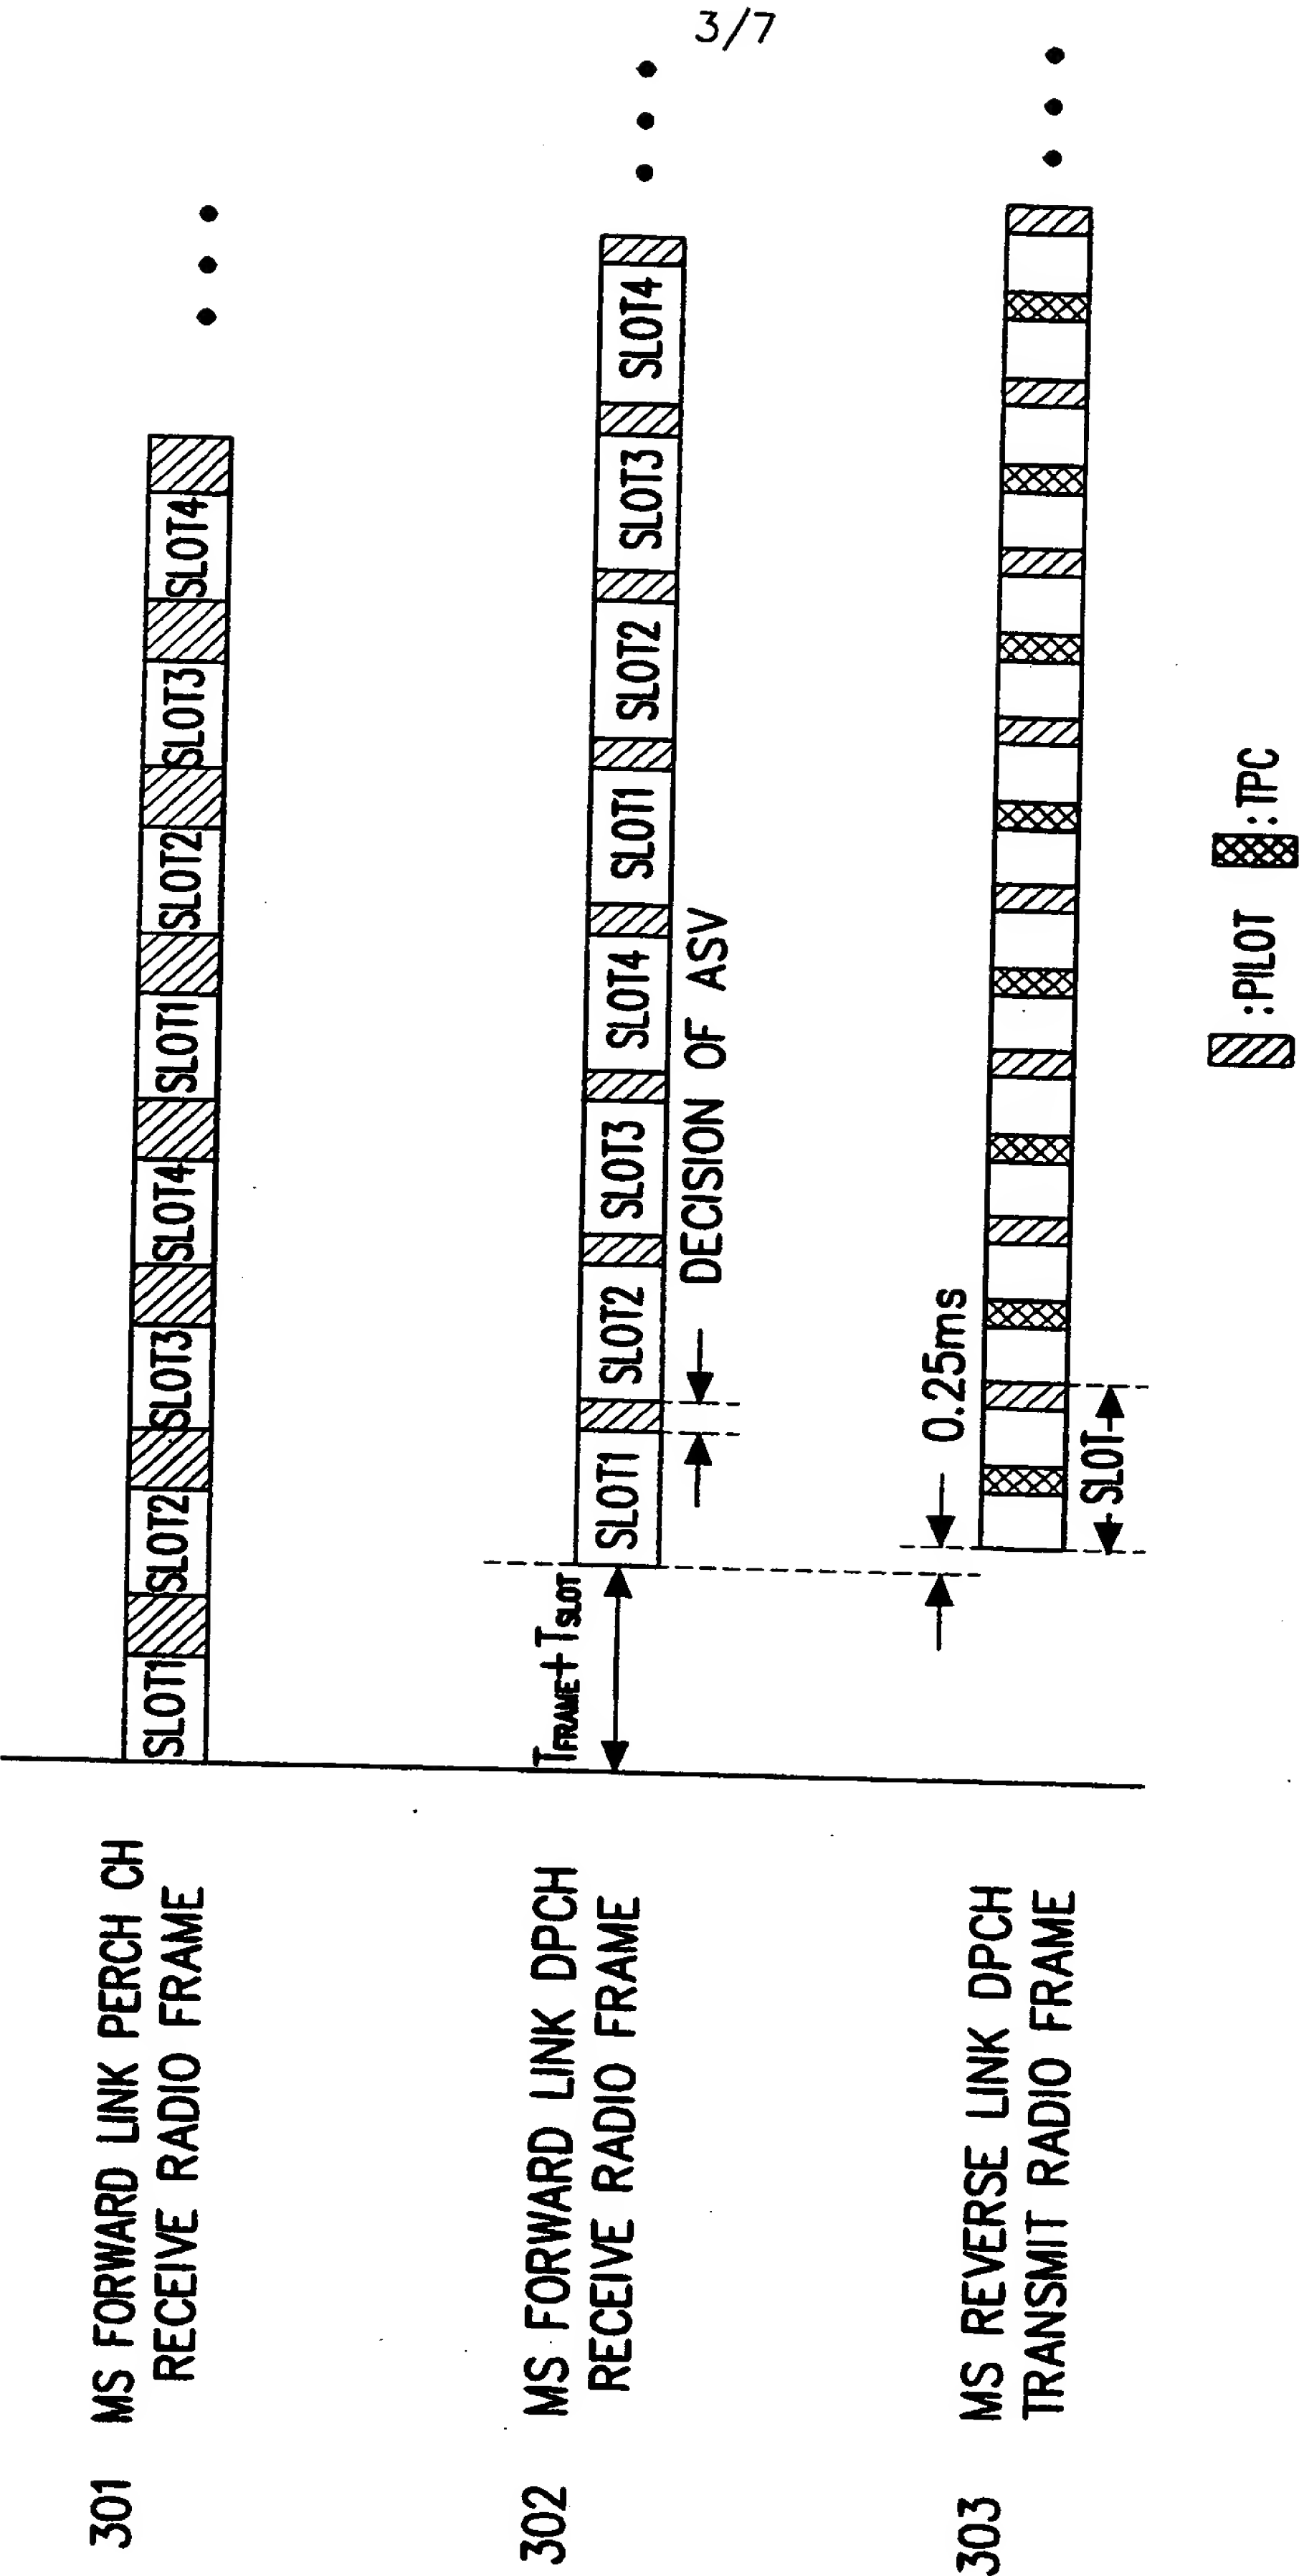 3/7
301 MS FORWARD LINK PERCH CH
RECEIVE RADIO FRAME
SLOT1 SLOT2 SLOT3 SLOT4 SLOT1 SLOT2 SLOT3 SLOT4
302 MS FORWARD LINK DPCH
RECEIVE RADIO FRAME
TFRAME+TSLOT
SLOT1 SLOT2 SLOT3 SLOT4 SLOT1 SLOT2 SLOT3 SLOT4
DECISION OF ASV
303 MS REVERSE LINK DPCH
TRANSMIT RADIO FRAME
0.25ms
SLOT
:PILOT :TPC